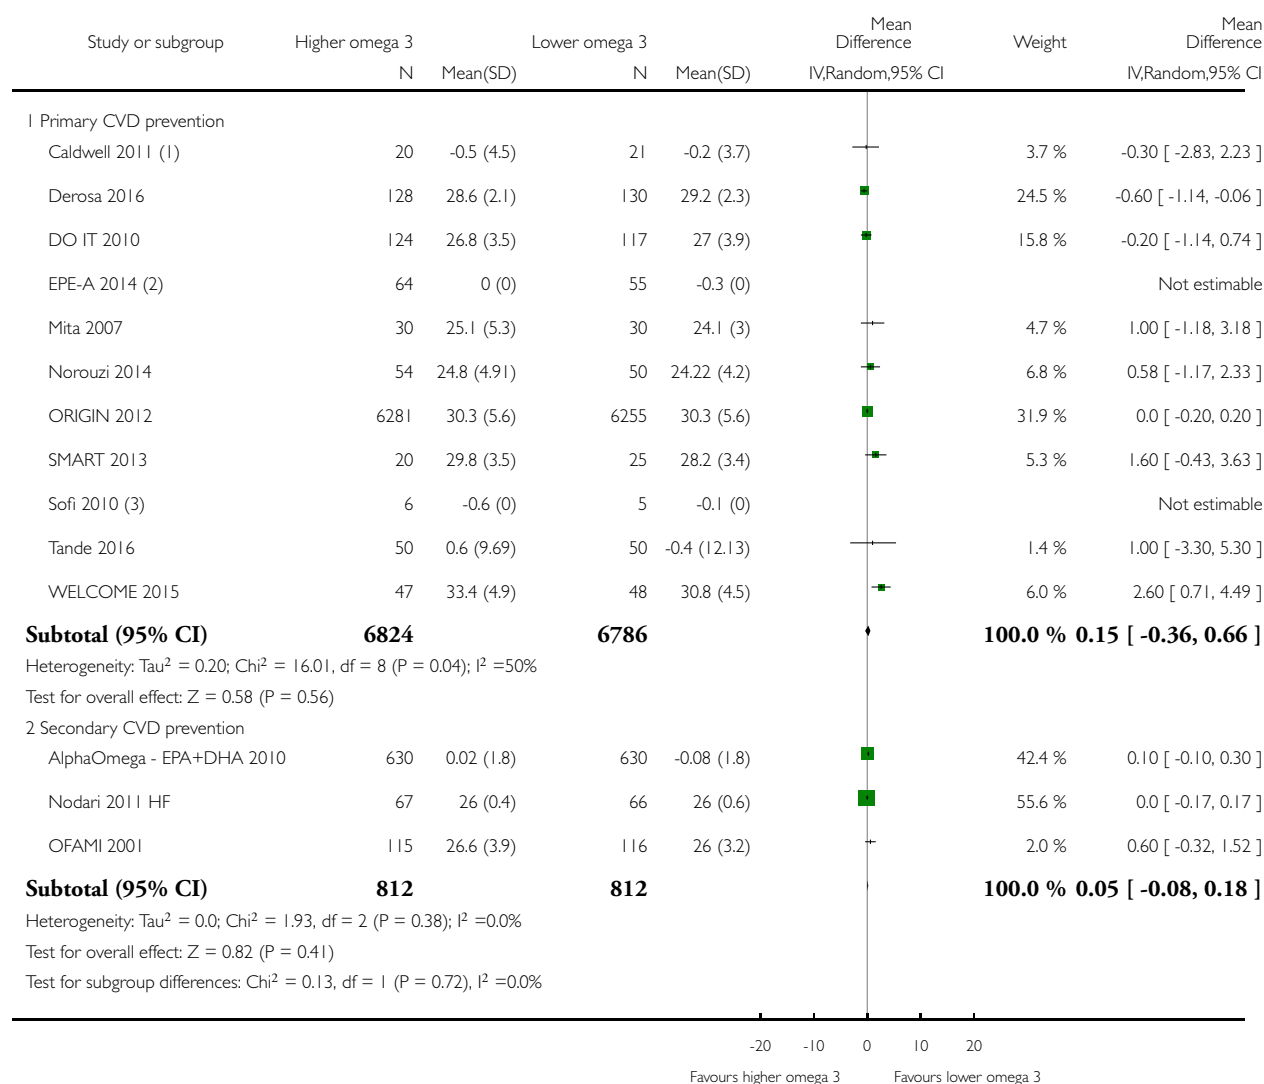 Mean Mean
Study or subgroup Higher omega 3 Lower omega 3 Difference Weight Difference
N Mean(SD) N Mean(SD) IV,Random,95% CI IV,Random,95% CI
1 Primary CVD prevention
Caldwell 2011 (1) 20 -0.5 (4.5) 21 -0.2 (3.7) 3.7 % -0.30 [ -2.83, 2.23 ]
Derosa 2016 128 28.6 (2.1) 130 29.2 (2.3) 24.5 % -0.60 [ -1.14, -0.06 ]
DO IT 2010 124 26.8 (3.5) 117 27 (3.9) 15.8 % -0.20 [ -1.14, 0.74 ]
EPE-A 2014 (2) 64 0 (0) 55 -0.3 (0) Not estimable
Mita 2007 30 25.1 (5.3) 30 24.1 (3) 4.7 % 1.00 [ -1.18, 3.18 ]
Norouzi 2014 54 24.8 (4.91) 50 24.22 (4.2) 6.8 % 0.58 [ -1.17, 2.33 ]
ORIGIN 2012 6281 30.3 (5.6) 6255 30.3 (5.6) 31.9 % 0.0 [ -0.20, 0.20 ]
SMART 2013 20 29.8 (3.5) 25 28.2 (3.4) 5.3 % 1.60 [ -0.43, 3.63 ]
Sofi 2010 (3) 6 -0.6 (0) 5 -0.1 (0) Not estimable
Tande 2016 50 0.6 (9.69) 50 -0.4 (12.13) 1.4 % 1.00 [ -3.30, 5.30 ]
WELCOME 2015 47 33.4 (4.9) 48 30.8 (4.5) 6.0 % 2.60 [ 0.71, 4.49 ]
Subtotal (95% CI) 6824 6786 100.0 % 0.15 [ -0.36, 0.66 ]
Heterogeneity: Tau² = 0.20; Chi² = 16.01, df = 8 (P = 0.04); I² =50%
Test for overall effect: Z = 0.58 (P = 0.56)
2 Secondary CVD prevention
AlphaOmega - EPA+DHA 2010 630 0.02 (1.8) 630 -0.08 (1.8) 42.4 % 0.10 [ -0.10, 0.30 ]
Nodari 2011 HF 67 26 (0.4) 66 26 (0.6) 55.6 % 0.0 [ -0.17, 0.17 ]
OFAMI 2001 115 26.6 (3.9) 116 26 (3.2) 2.0 % 0.60 [ -0.32, 1.52 ]
Subtotal (95% CI) 812 812 100.0 % 0.05 [ -0.08, 0.18 ]
Heterogeneity: Tau² = 0.0; Chi² = 1.93, df = 2 (P = 0.38); I² =0.0%
Test for overall effect: Z = 0.82 (P = 0.41)
Test for subgroup differences: Chi² = 0.13, df = 1 (P = 0.72), I² =0.0%
-20 -10 0 10 20
Favours higher omega 3 Favours lower omega 3